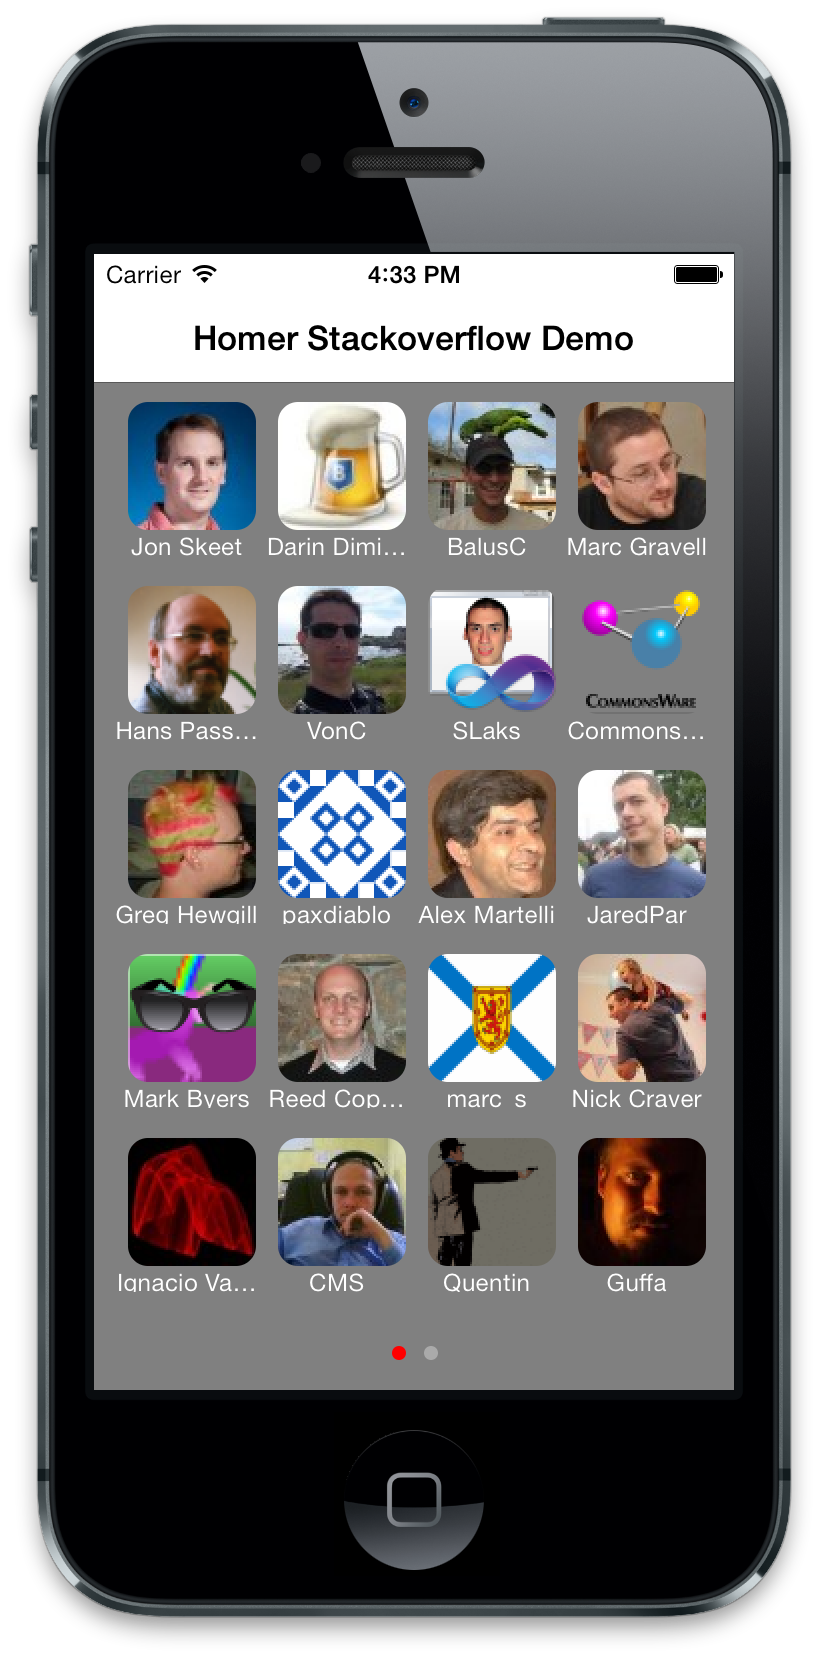 Carrier 4:33 PM
Homer Stackoverflow Demo
Jon Skeet Darin Dimi... BalusC Marc Gravell
B
COMMONSWARE
Hans Pass... VonC SLaks Commons...
Greg Hewgill paxdiablo Alex Martelli JaredPar
Mark Byers Reed Cop... marc_s Nick Craver
Ignacio Va... CMS Quentin Guffa